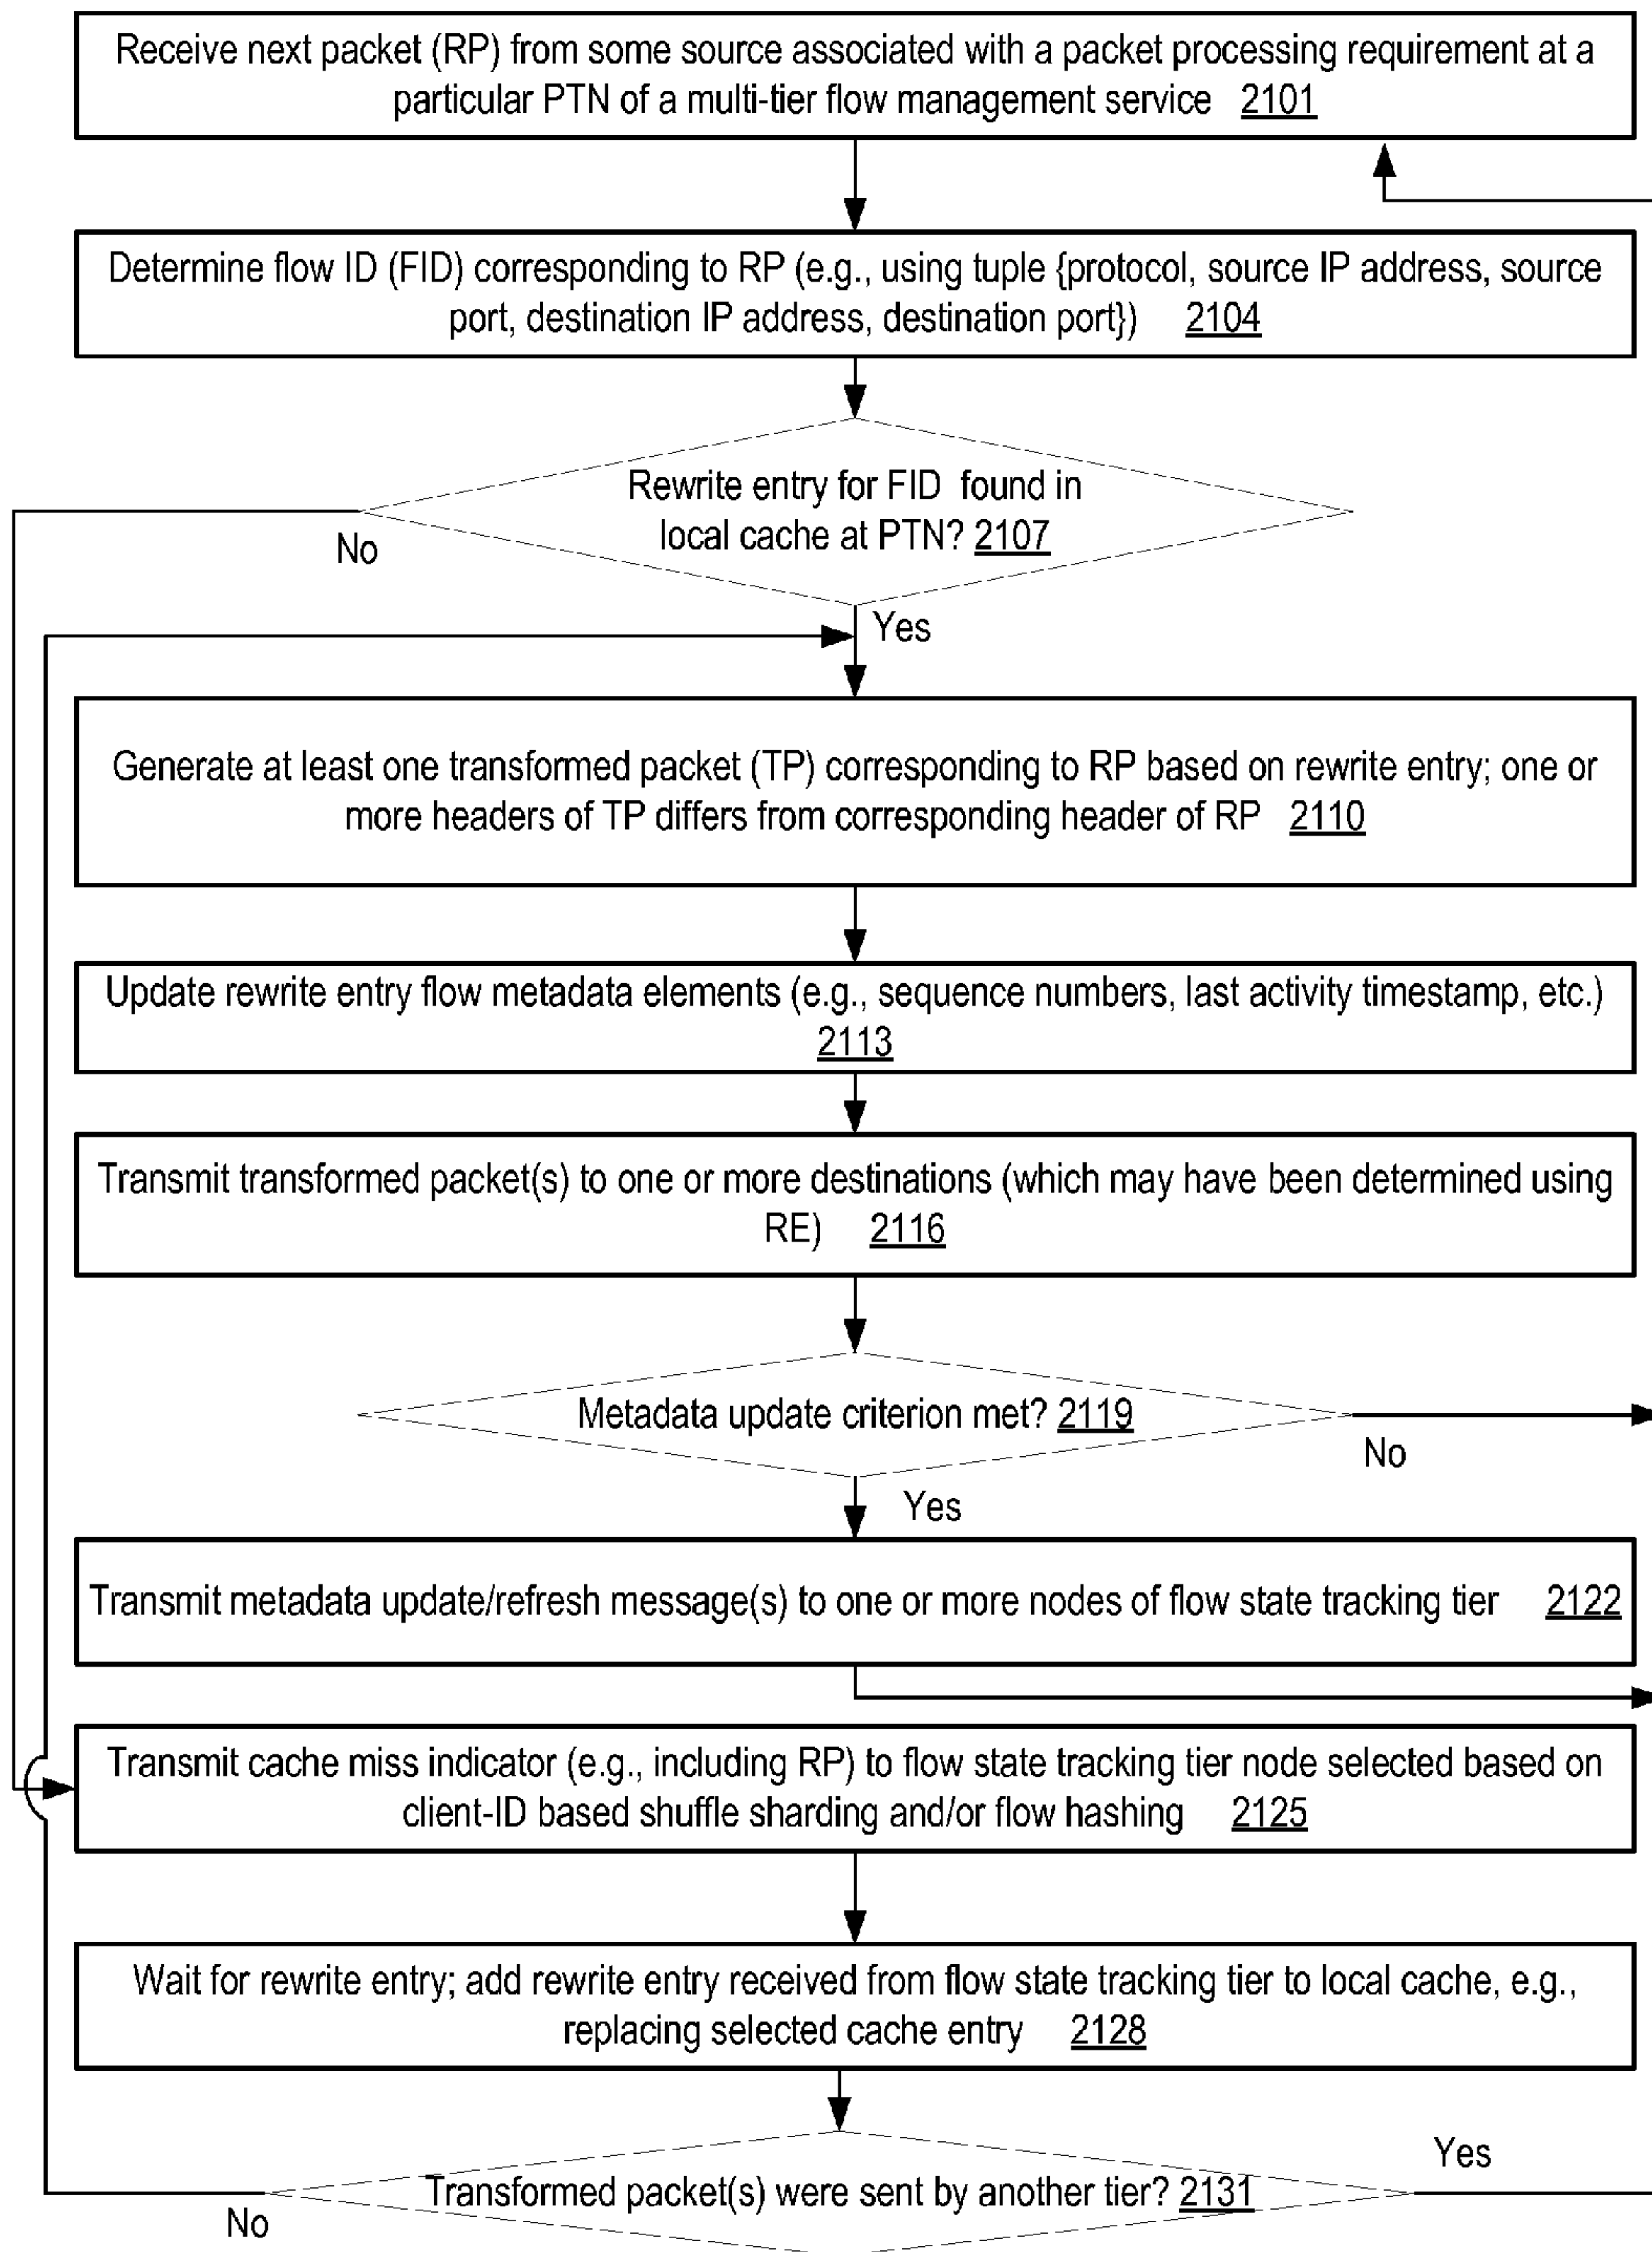 Receive next packet (RP) from some source associated with a packet processing requirement at a
particular PTN of a multi-tier flow management service 2101
Determine flow ID (FID) corresponding to RP (e.g., using tuple {protocol, source IP address, source
port, destination IP address, destination port}) 2104
Rewrite entry for FID found in
local cache at PTN? 2107
No
Yes
Generate at least one transformed packet (TP) corresponding to RP based on rewrite entry; one or
more headers of TP differs from corresponding header of RP 2110
Update rewrite entry flow metadata elements (e.g., sequence numbers, last activity timestamp, etc.)
2113
Transmit transformed packet(s) to one or more destinations (which may have been determined using
RE) 2116
Metadata update criterion met? 2119
No
Yes
Transmit metadata update/refresh message(s) to one or more nodes of flow state tracking tier 2122
Transmit cache miss indicator (e.g., including RP) to flow state tracking tier node selected based on
client-ID based shuffle sharding and/or flow hashing 2125
Wait for rewrite entry; add rewrite entry received from flow state tracking tier to local cache, e.g.,
replacing selected cache entry 2128
Yes
Transformed packet(s) were sent by another tier? 2131
No